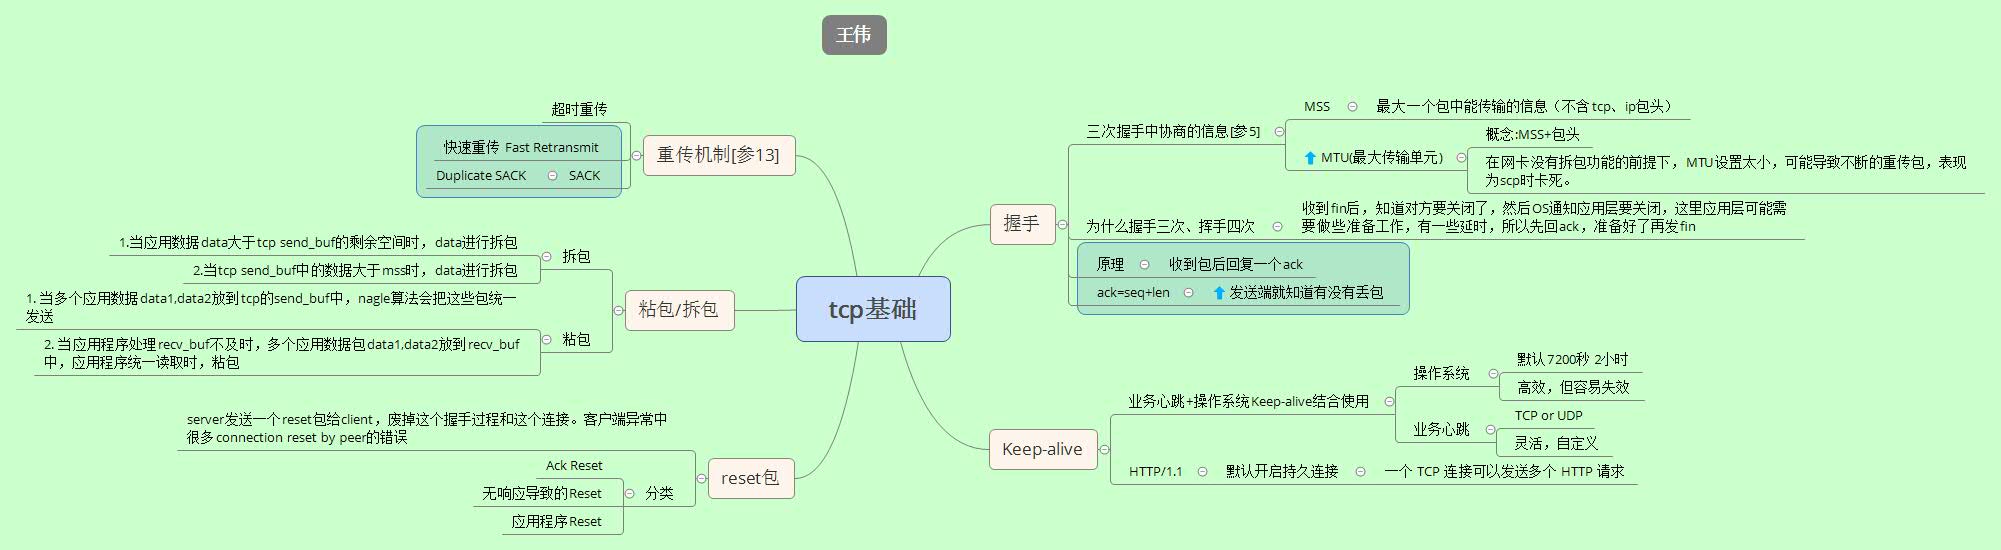 王伟
tcp基础
重传机制[参13]
超时重传
快速重传 Fast Retransmit
SACK
Duplicate SACK
粘包/拆包
拆包
1.当应用数据data大于tcp send_buf的剩余空间时，data进行拆包
2.当tcp send_buf中的数据大于mss时，data进行拆包
粘包
1. 当多个应用数据data1,data2放到tcp的send_buf中，nagle算法会把这些包统一
发送
2. 当应用程序处理recv_buf不及时，多个应用数据包data1,data2放到recv_buf
中，应用程序统一读取时，粘包
reset包
server发送一个reset包给client，废掉这个握手过程和这个连接。客户端异常中
很多connection reset by peer的错误
分类
Ack Reset
无响应导致的Reset
应用程序Reset
握手
三次握手中协商的信息[参5]
MSS
最大一个包中能传输的信息（不含tcp、ip包头）
MTU(最大传输单元)
概念:MSS+包头
在网卡没有拆包功能的前提下，MTU设置太小，可能导致不断的重传包，表现
为scp时卡死。
为什么握手三次、挥手四次
收到fin后，知道对方要关闭了，然后OS通知应用层要关闭，这里应用层可能需
要做些准备工作，有一些延时，所以先回ack，准备好了再发fin
原理
收到包后回复一个ack
ack=seq+len
发送端就知道有没有丢包
Keep-alive
业务心跳+操作系统Keep-alive结合使用
操作系统
默认7200秒 2小时
高效，但容易失效
业务心跳
TCP or UDP
灵活，自定义
HTTP/1.1
默认开启持久连接
一个 TCP 连接可以发送多个 HTTP 请求